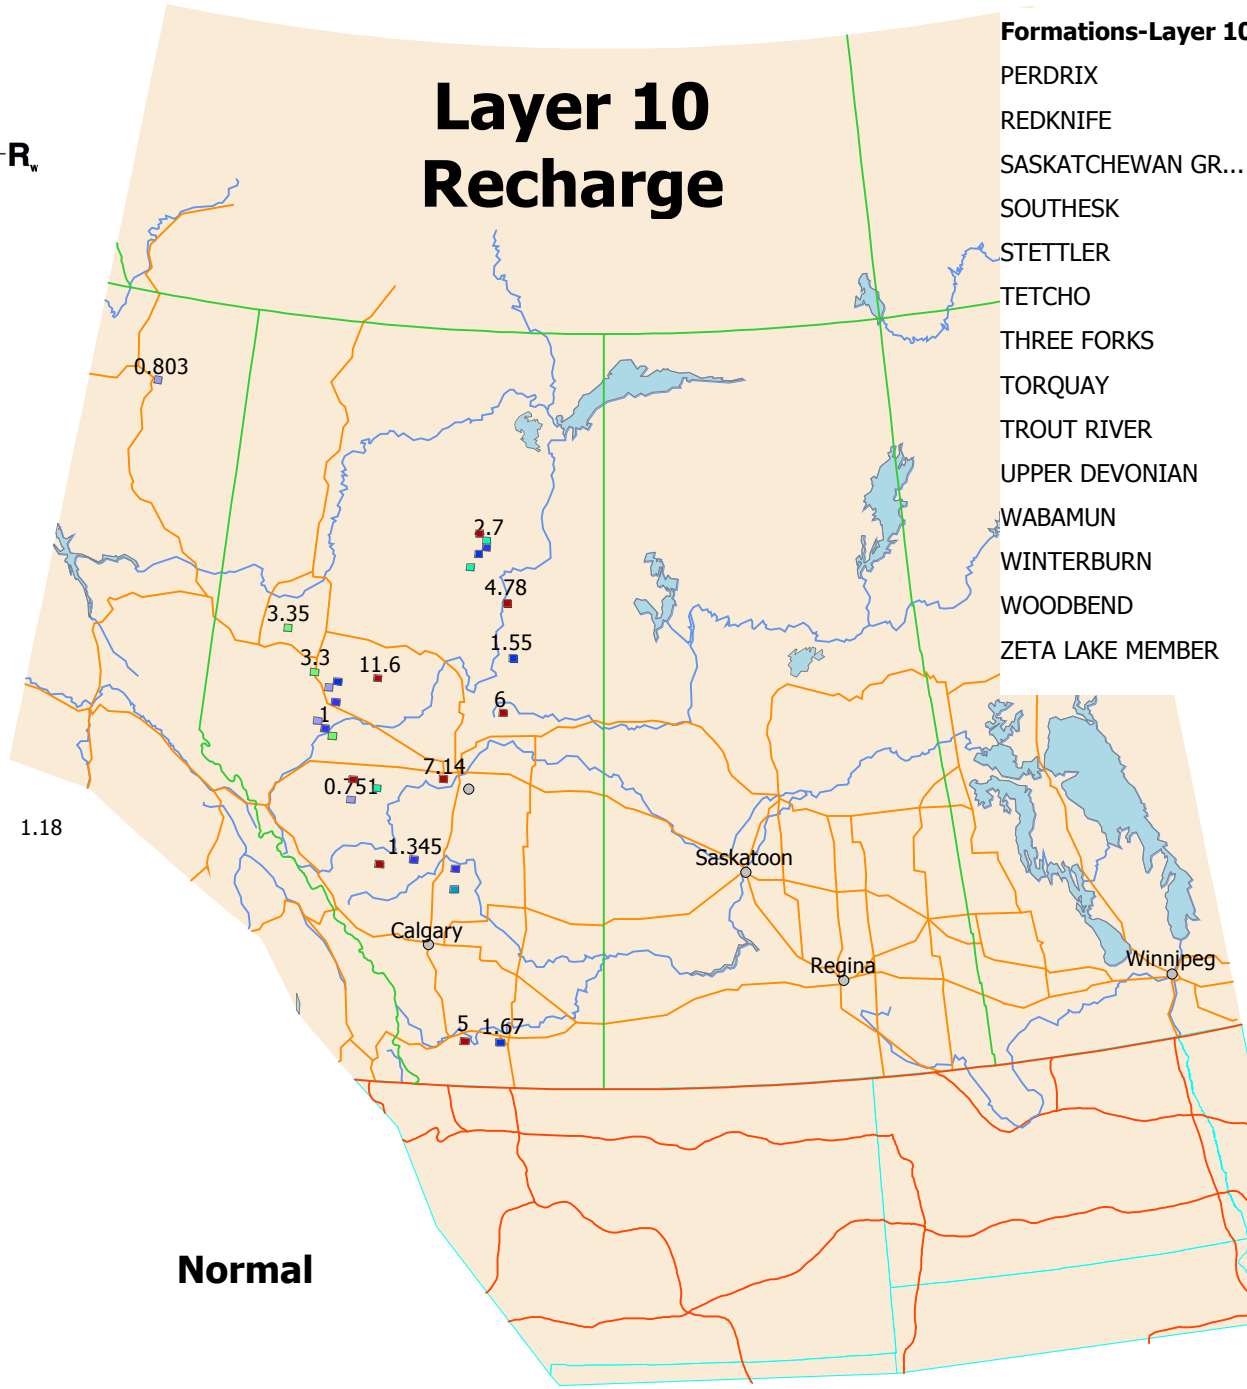 Layer 10
Recharge
-R w
Formations-Layer 10
PERDRIX
REDKNIFE
SASKATCHEWAN GR...
SOUTHESK
STETTLER
TETCHO
THREE FORKS
TORQUAY
TROUT RIVER
UPPER DEVONIAN
WABAMUN
WINTERBURN
WOODBEND
ZETA LAKE MEMBER
0.803
2.7
4.78
3.35
1.55
3.3
11.6
6
1
7.14
0.751
1.18
1.345
Saskatoon
Calgary
Regina
Winnipeg
5
1.67
Normal